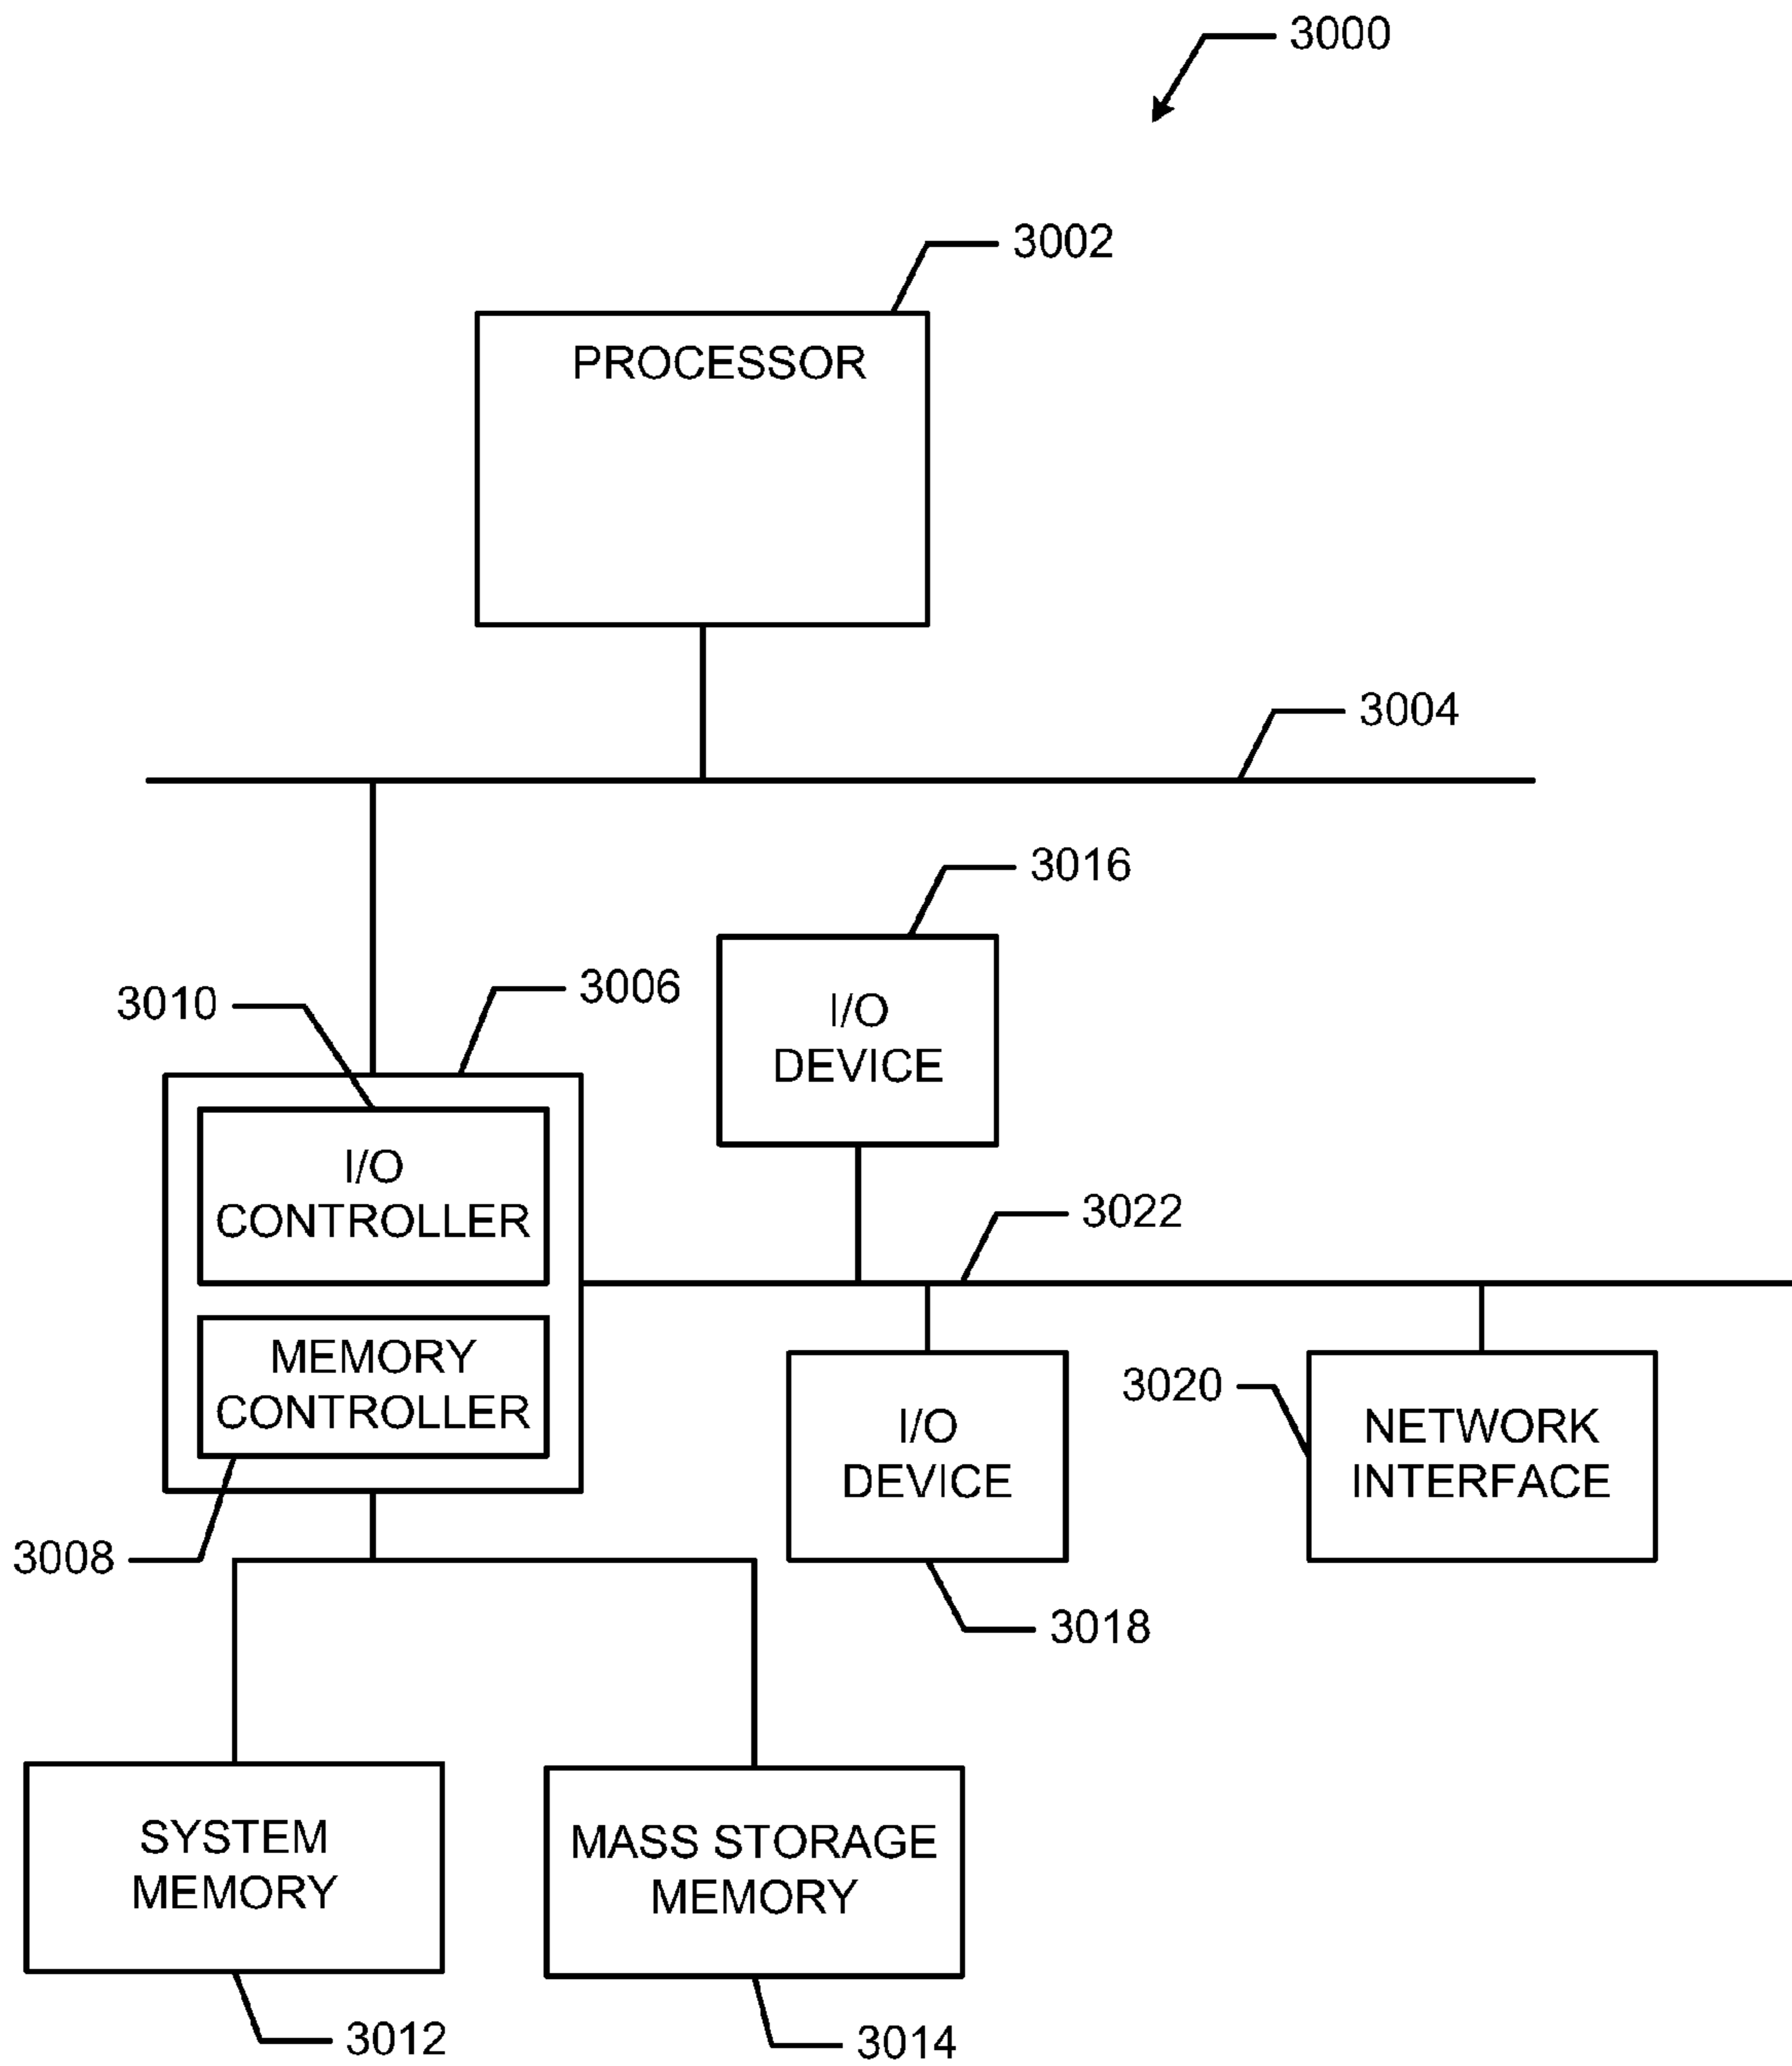 3000
3002
PROCESSOR
3004
3016
3010
3006
I/O
DEVICE
I/O
CONTROLLER
3022
MEMORY
CONTROLLER
3020
I/O
DEVICE
NETWORK
INTERFACE
3008
3018
SYSTEM
MEMORY
MASS STORAGE
MEMORY
3012
3014